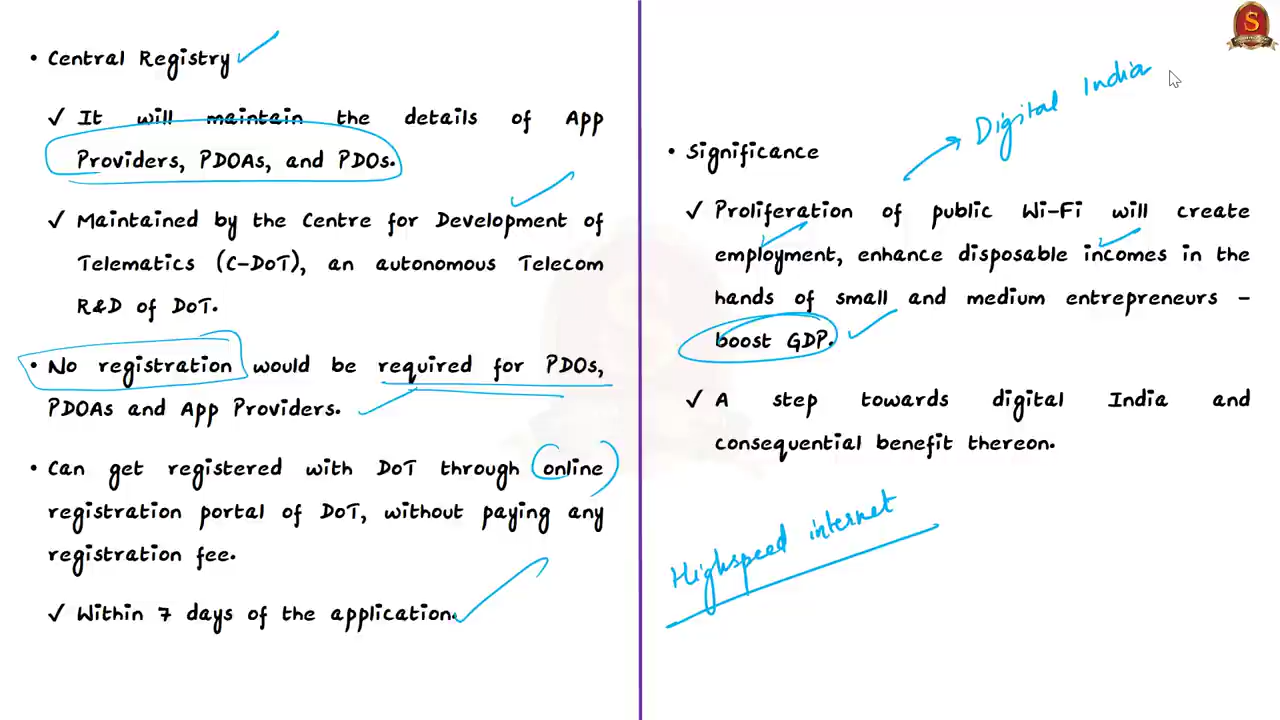 • Central Registry
✓ It will maintain the details of App
Providers, PDOAs, and PDOs.
✓ Maintained by the Centre for Development of
Telematics (C-DoT), an autonomous Telecom
R&D of DoT.
• No registration would be required for PDOs,
PDOAs and App Providers.
• Can get registered with DoT through online
registration portal of DoT, without paying any
registration fee.
✓ Within 7 days of the application.
S
Digital India
• Significance
✓ Proliferation of public Wi-Fi will create
employment, enhance disposable incomes in the
hands of small and medium entrepreneurs -
boost GDP.
✓ A step towards digital India and
consequential benefit thereon.
Highspeed internet